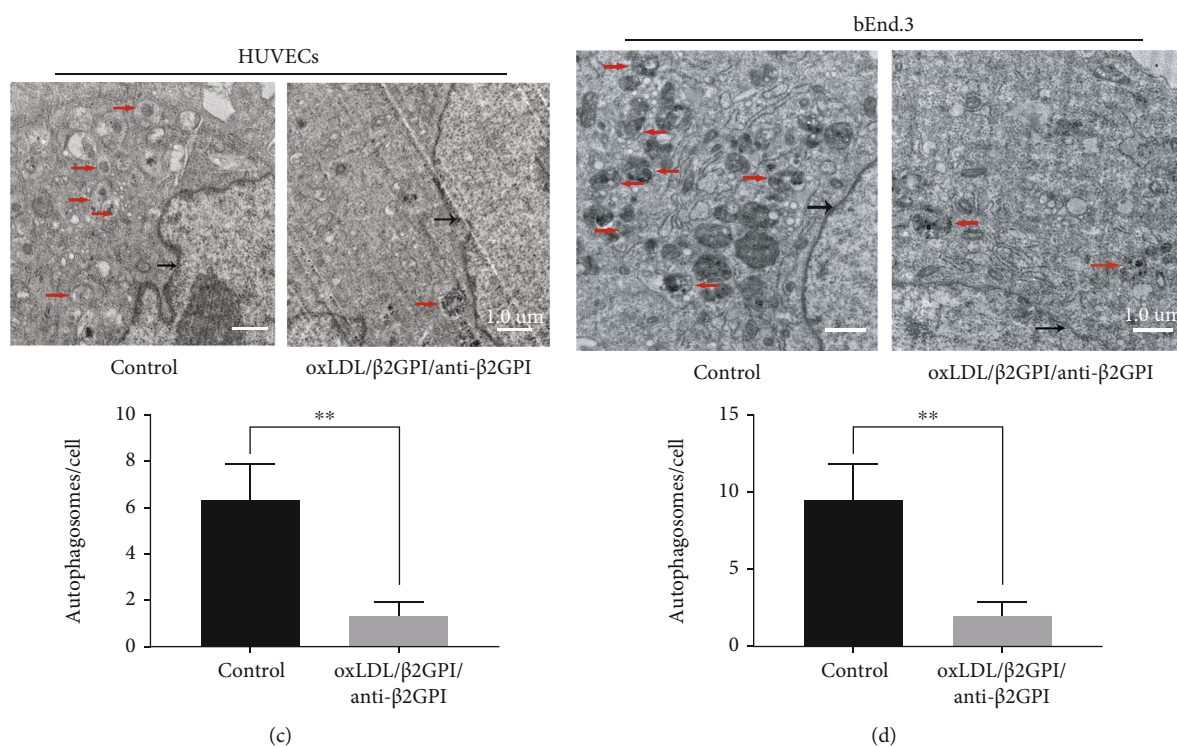 HUVECs
Control
oxLDL/β2GPI/anti-β2GPI
1.0 um
Autophagosomes/cell
10
8
6
4
2
0
**
Control
oxLDL/β2GPI/
anti-β2GPI
(c)
bEnd.3
Control
oxLDL/β2GPI/anti-β2GPI
1.0 um
Autophagosomes/cell
15
10
5
0
**
Control
oxLDL/β2GPI/
anti-β2GPI
(d)